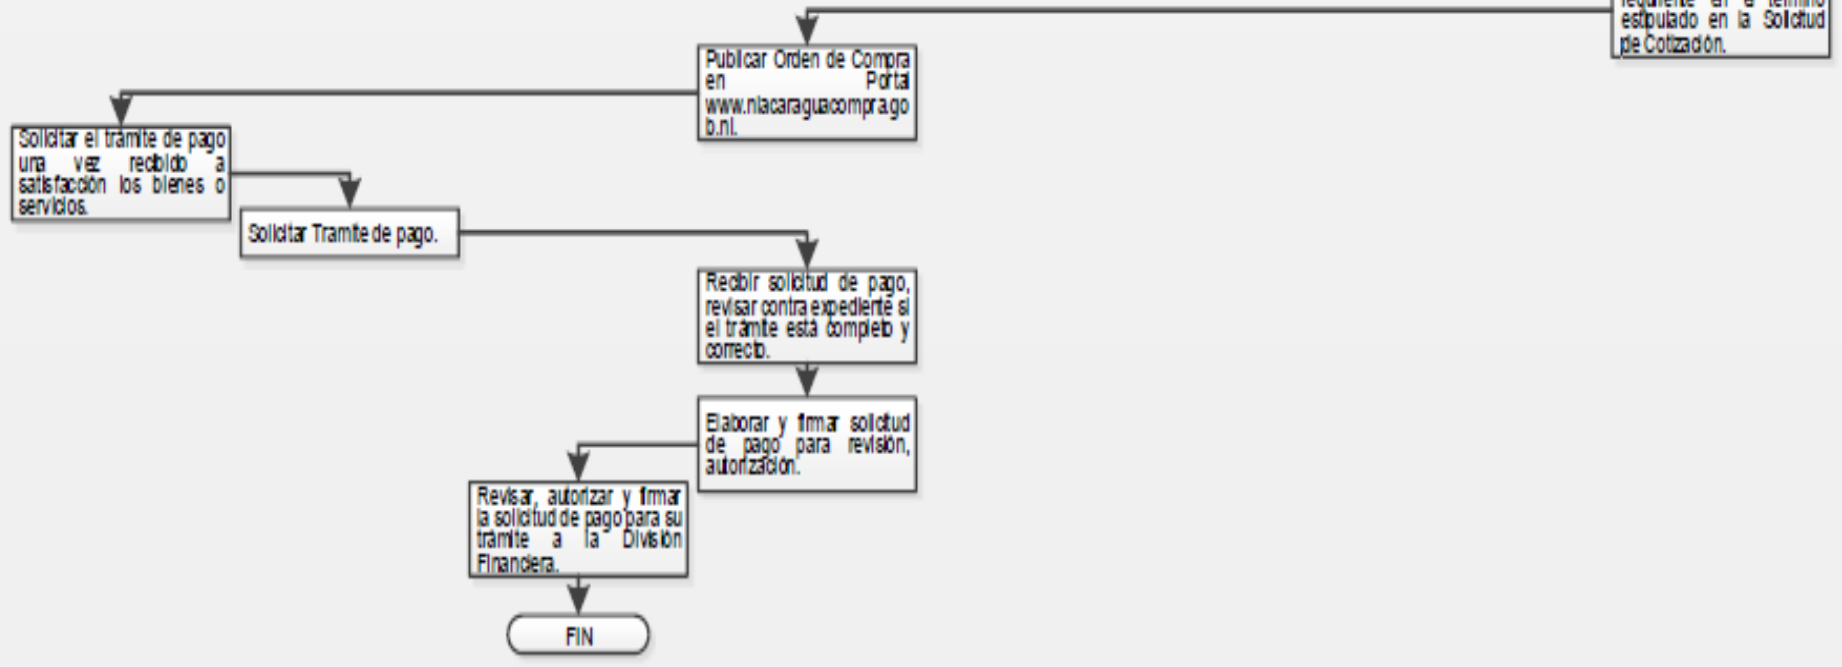 estipulado en la Solicitud
de Cotización.
Publicar Orden de Compra
en Portal
www.niacaraguacompra.go
b.ni.
Solicitar el trámite de pago
una vez recibido a
satisfacción los bienes o
servicios.
Solicitar Tramite de pago.
Recibir solicitud de pago,
revisar contra expediente si
el trámite está completo y
correcto.
Elaborar y firmar solicitud
de pago para revisión,
autorización.
Revisar, autorizar y firmar
la solicitud de pago para su
trámite a la División
Financiera.
FIN